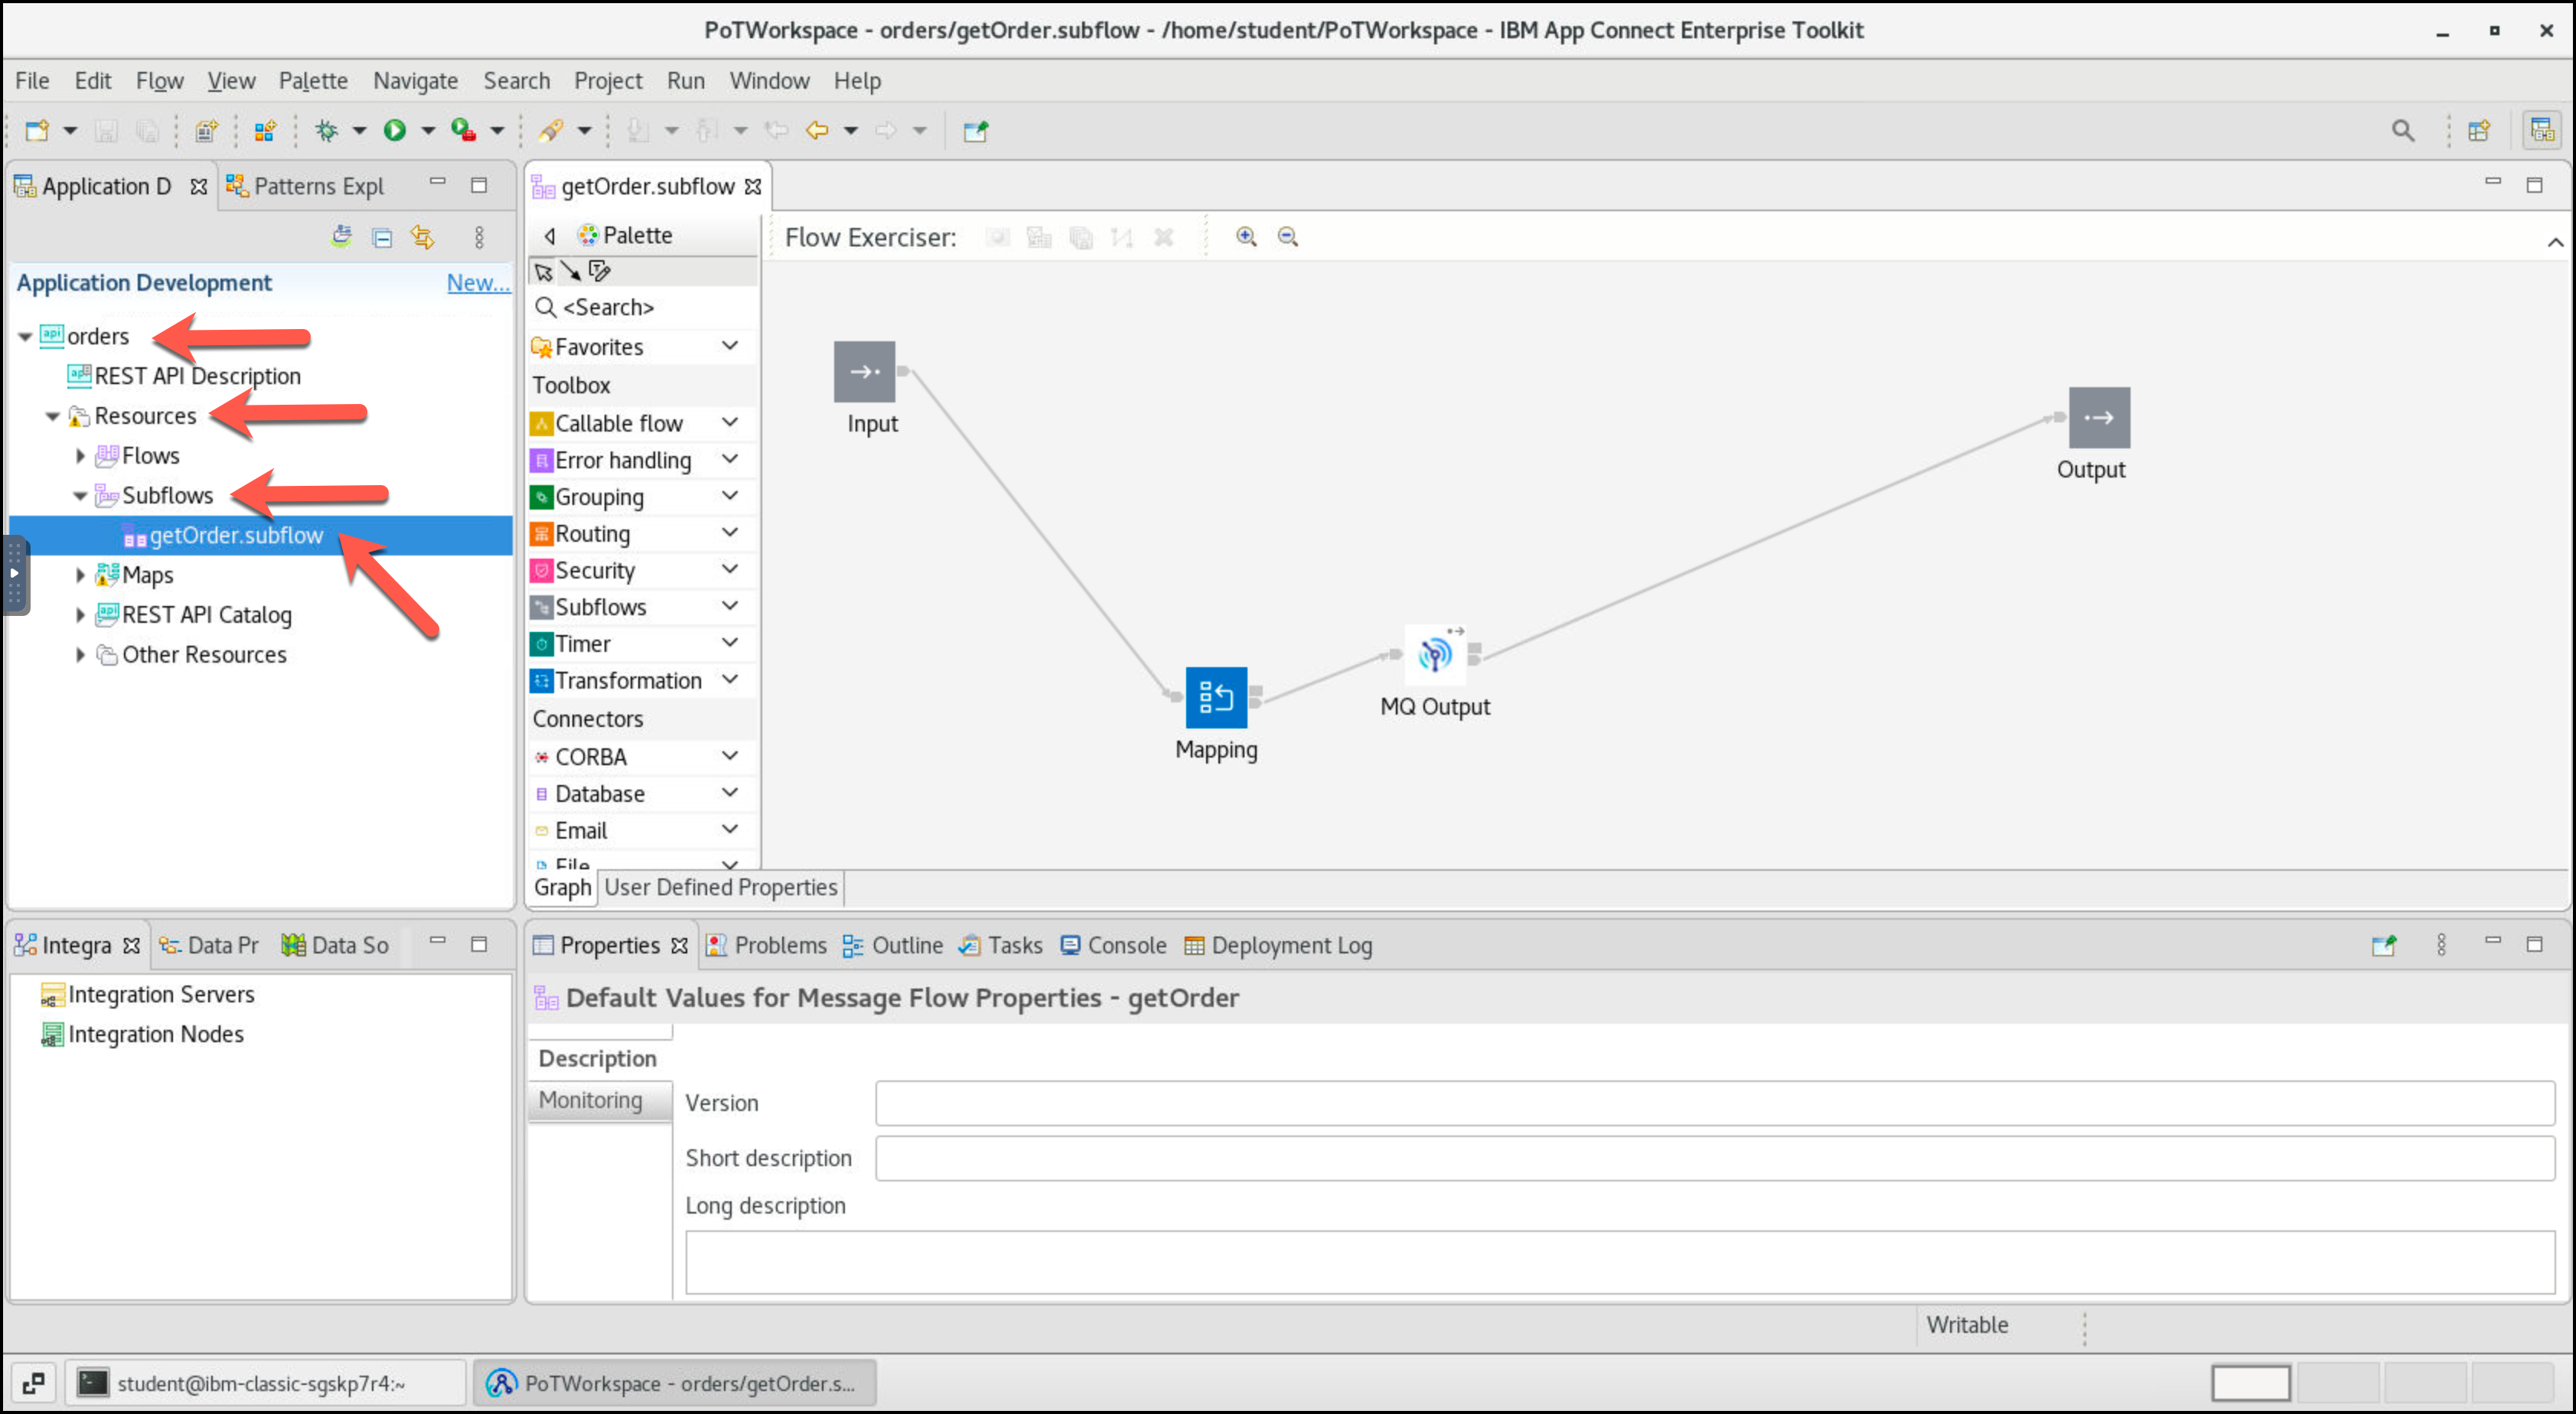 PoTWorkspace - orders/getOrder.subflow - /home/student/PoTWorkspace - IBM App Connect Enterprise Toolkit
File Edit Flow View Palette Navigate Search Project Run Window Help
Application D
Patterns Expl
Application Development New...
orders
REST API Description
Resources
Flows
Subflows
getOrder.subflow
Maps
REST API Catalog
Other Resources
getOrder.subflow
Palette
<Search>
Favorites
Toolbox
Callable flow
Error handling
Grouping
Routing
Security
Subflows
Timer
Transformation
Connectors
CORBA
Database
Email
File
Flow Exerciser:
Input
Mapping
MQ Output
Output
Graph User Defined Properties
Integra Data Pr Data So
Integration Servers
Integration Nodes
Properties Problems Outline Tasks Console Deployment Log
Default Values for Message Flow Properties - getOrder
Description
Monitoring
Version
Short description
Long description
Writable
student@ibm-classic-sgskp7r4:~
PoTWorkspace - orders/getOrder.s...